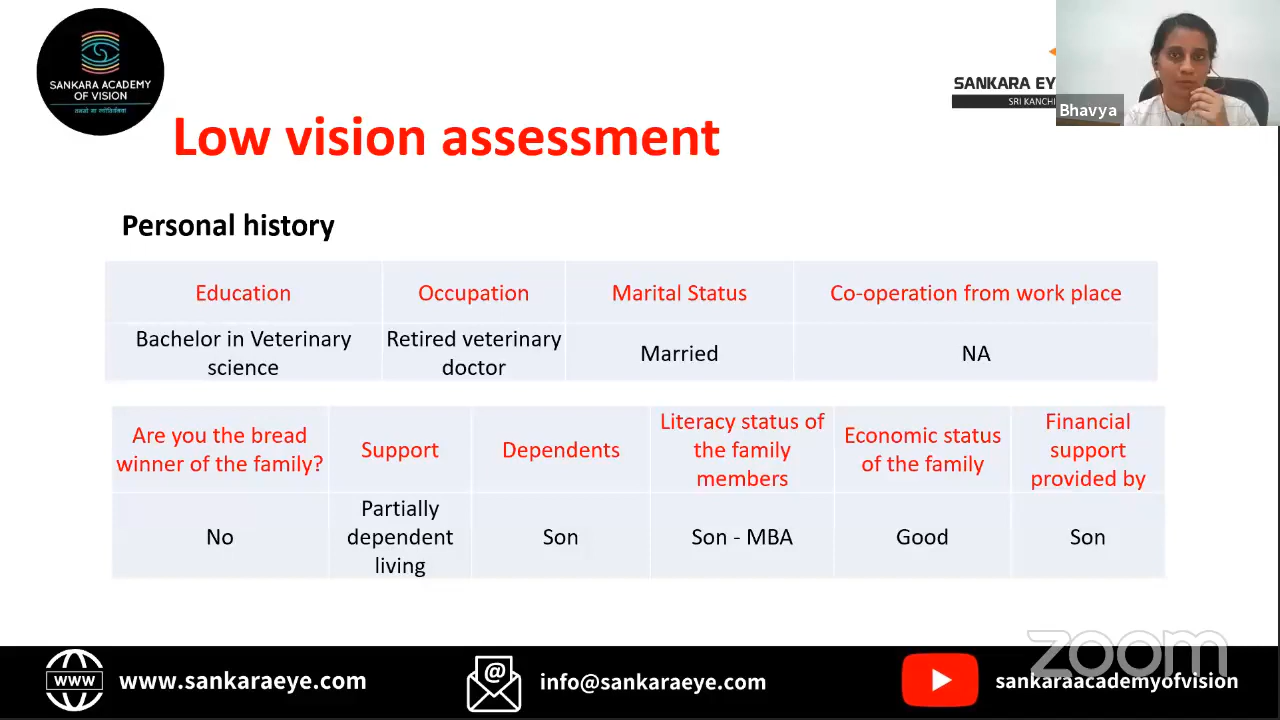 SANKARA ACADEMY
OF VISION
SANKARA EY
SRI KANCHI
Bhavya
Low vision assessment
Personal history
Education
Occupation
Marital Status
Co-operation from work place
Bachelor in Veterinary
science
Retired veterinary
doctor
Married
NA
Are you the bread
winner of the family?
Support
Dependents
Literacy status of
the family
members
Economic status
of the family
Financial
support
provided by
No
Partially
dependent
living
Son
Son - MBA
Good
Son
zoom
www
www.sankaraeye.com
@
info@sankaraeye.com
sankaraacademyofvision